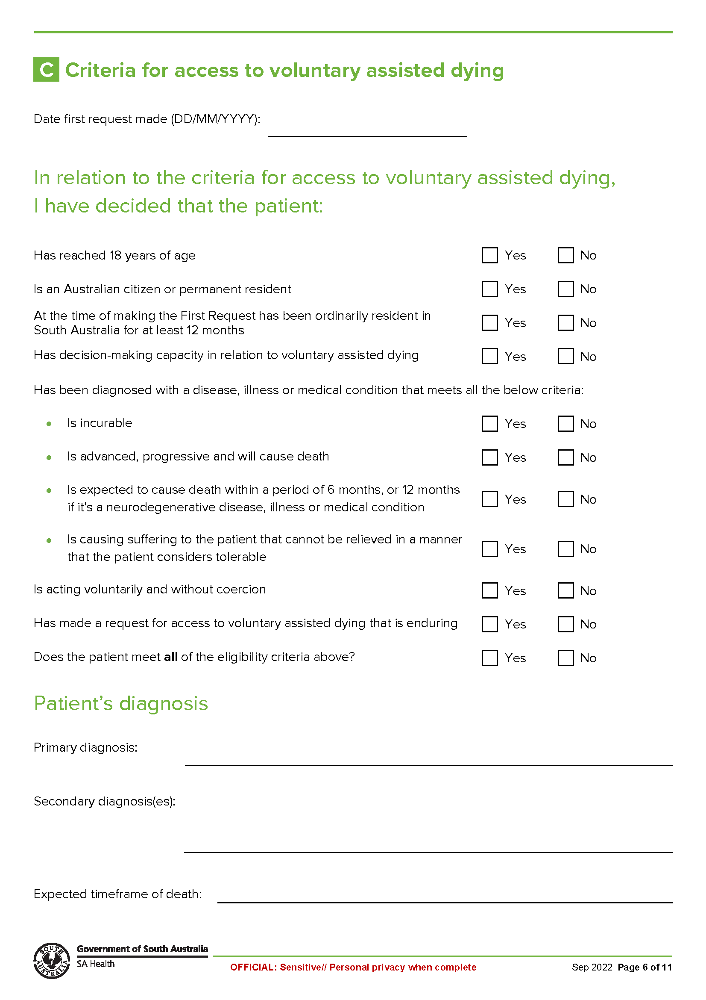 C Criteria for access to voluntary assisted dying
Date first request made (DD/MM/YYYY):
In relation to the criteria for access to voluntary assisted dying,
I have decided that the patient:
Has reached 18 years of age Yes No
Is an Australian citizen or permanent resident Yes No
At the time of making the First Request has been ordinarily resident in
South Australia for at least 12 months Yes No
Has decision-making capacity in relation to voluntary assisted dying Yes No
Has been diagnosed with a disease, illness or medical condition that meets all the below criteria:
• Is incurable Yes No
• Is advanced, progressive and will cause death Yes No
• Is expected to cause death within a period of 6 months, or 12 months
if it's a neurodegenerative disease, illness or medical condition Yes No
• Is causing suffering to the patient that cannot be relieved in a manner
that the patient considers tolerable Yes No
Is acting voluntarily and without coercion Yes No
Has made a request for access to voluntary assisted dying that is enduring Yes No
Does the patient meet all of the eligibility criteria above? Yes No
Patient’s diagnosis
Primary diagnosis:
Secondary diagnosis(es):
Expected timeframe of death:
SOUTH AUSTRALIA
Government of South Australia
SA Health
OFFICIAL: Sensitive// Personal privacy when complete
Sep 2022 Page 6 of 11